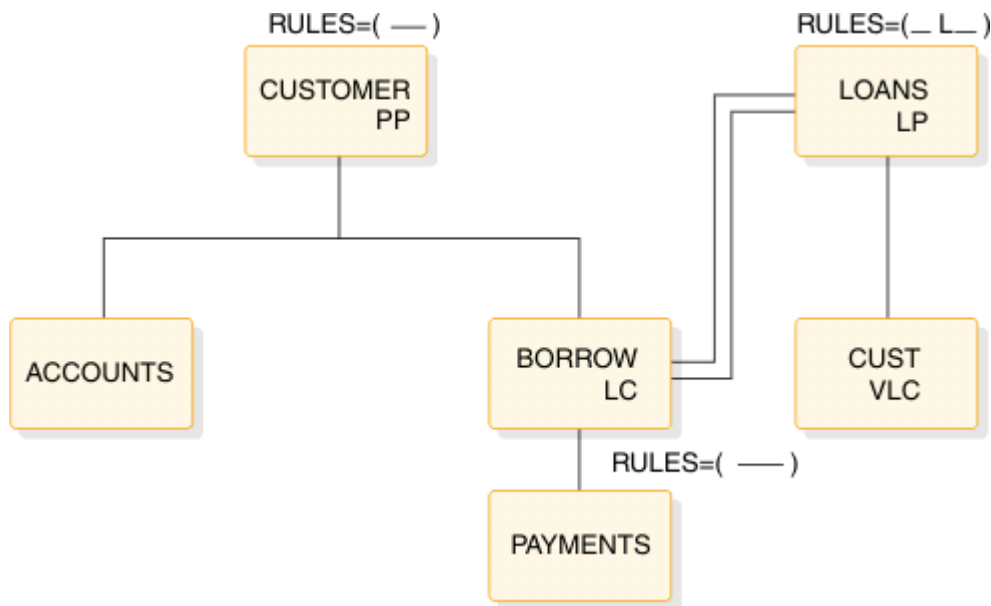 RULES=( — )
RULES=(_ L_ )
CUSTOMER
PP
LOANS
LP
ACCOUNTS
BORROW
LC
CUST
VLC
RULES=( — )
PAYMENTS